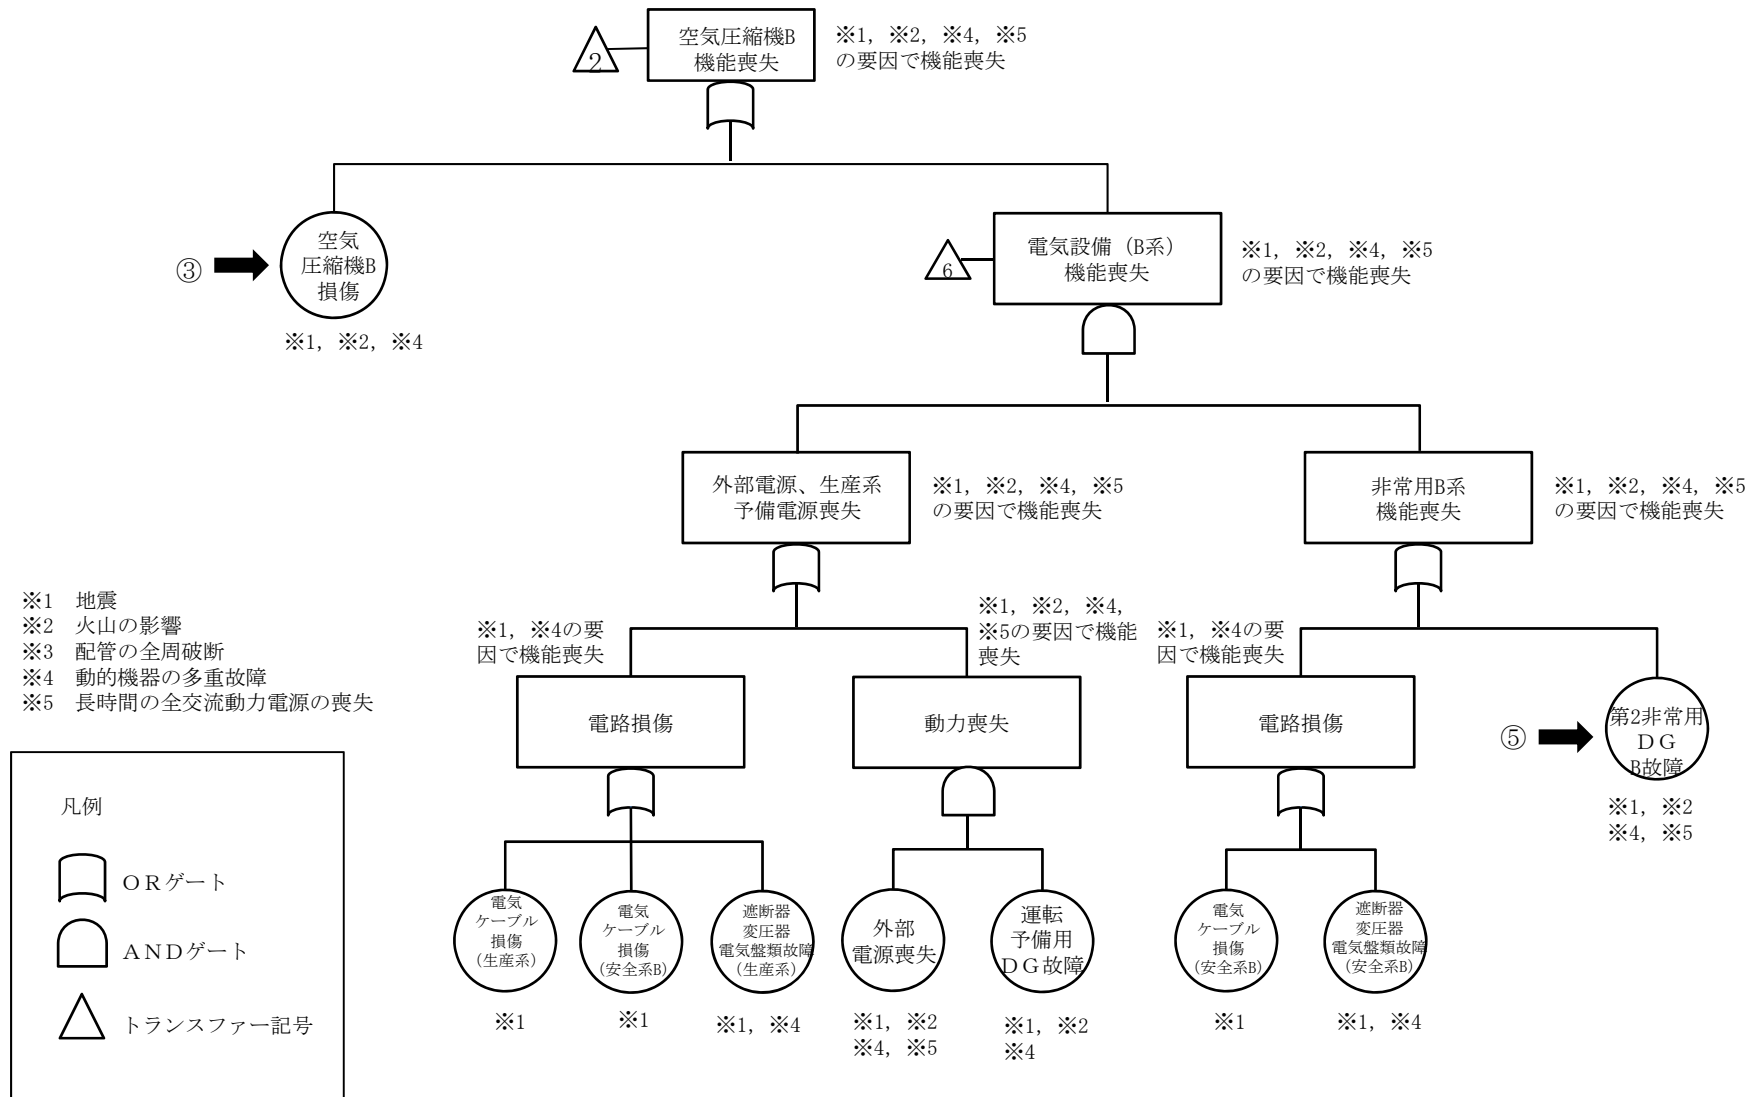 空気圧縮機B
機能喪失
※1, ※2, ※4, ※5
の要因で機能喪失
2
空気
圧縮機B
損傷
③
※1, ※2, ※4
電気設備（B系）
機能喪失
6
※1, ※2, ※4, ※5
の要因で機能喪失
外部電源、生産系
予備電源喪失
※1, ※2, ※4, ※5
の要因で機能喪失
非常用B系
機能喪失
※1, ※2, ※4, ※5
の要因で機能喪失
※1　地震
※2　火山の影響
※3　配管の全周破断
※4　動的機器の多重故障
※5　長時間の全交流動力電源の喪失
※1, ※4の要
因で機能喪失
電路損傷
※1, ※2, ※4,
※5の要因で機能
喪失
動力喪失
※1, ※4の要
因で機能喪失
電路損傷
⑤
第2非常用
ＤＧ
B故障
※1, ※2
※4, ※5
電気
ケーブル
損傷
（生産系）
※1
電気
ケーブル
損傷
（安全系B）
※1
遮断器
変圧器
電気盤類故障
（生産系）
※1, ※4
外部
電源喪失
※1, ※2
※4, ※5
運転
予備用
ＤＧ故障
※1, ※2
※4
電気
ケーブル
損傷
（安全系B）
※1
遮断器
変圧器
電気盤類故障
（安全系B）
※1, ※4
凡例
ＯＲゲート
ＡＮＤゲート
トランスファー記号